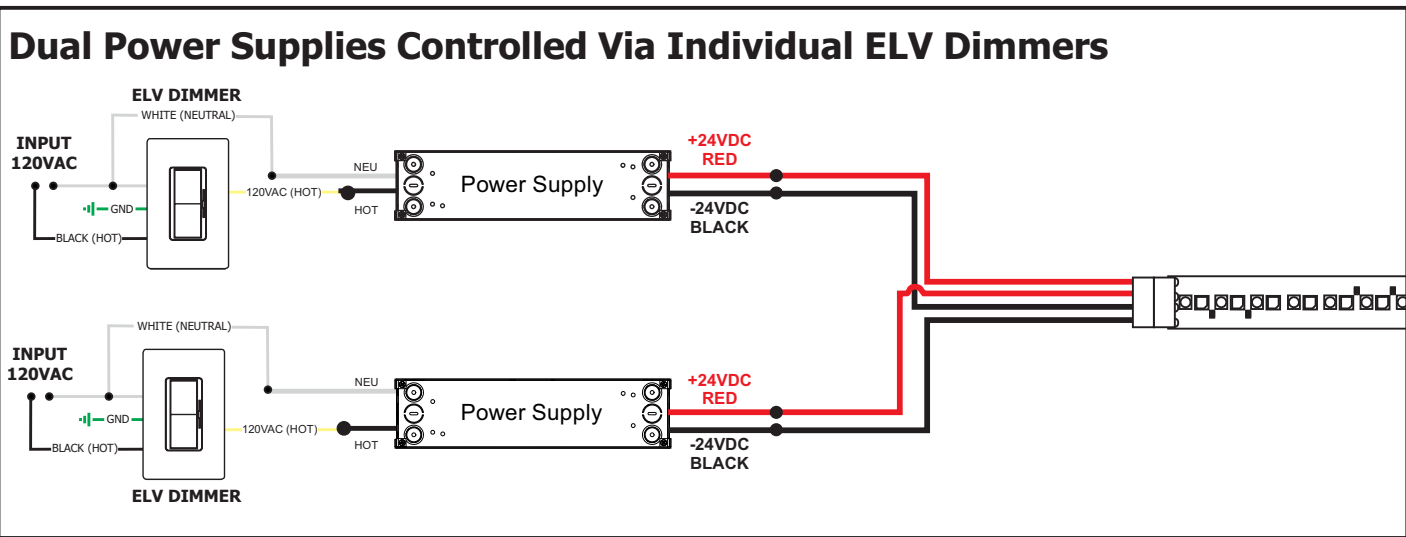 Dual Power Supplies Controlled Via Individual ELV Dimmers
ELV DIMMER
WHITE (NEUTRAL)
INPUT
120VAC
GND
BLACK (HOT)
120VAC (HOT)
NEU
HOT
Power Supply
+24VDC
RED
-24VDC
BLACK
WHITE (NEUTRAL)
INPUT
120VAC
GND
BLACK (HOT)
120VAC (HOT)
NEU
HOT
Power Supply
+24VDC
RED
-24VDC
BLACK
ELV DIMMER